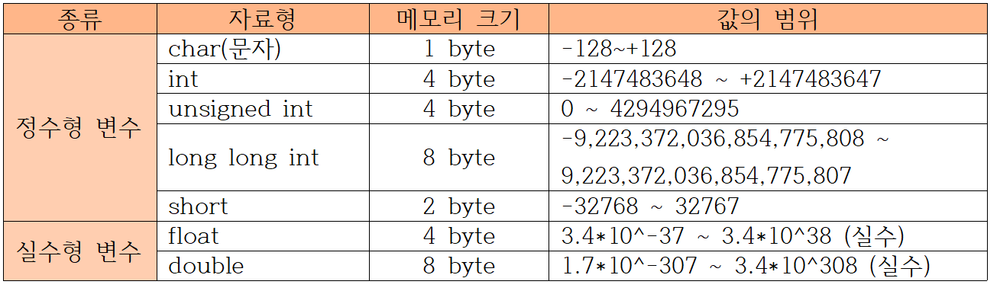 종류 자료형 메모리 크기 값의 범위
정수형 변수
char(문자) 1 byte -128~+128
int 4 byte -2147483648 ~ +2147483647
unsigned int 4 byte 0 ~ 4294967295
long long int 8 byte -9,223,372,036,854,775,808 ~
9,223,372,036,854,775,807
short 2 byte -32768 ~ 32767
실수형 변수
float 4 byte 3.4*10^-37 ~ 3.4*10^38 (실수)
double 8 byte 1.7*10^-307 ~ 3.4*10^308 (실수)